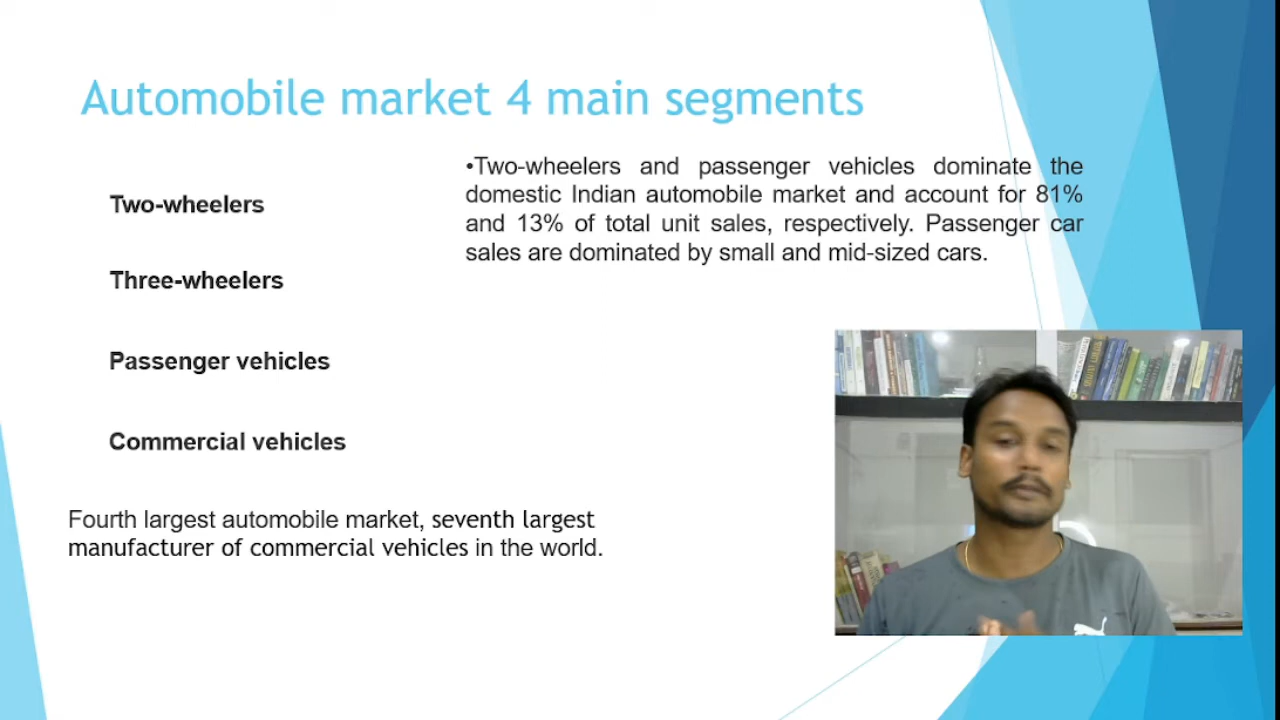 Automobile market 4 main segments
Two-wheelers
Three-wheelers
Passenger vehicles
Commercial vehicles
•Two-wheelers and passenger vehicles dominate the
domestic Indian automobile market and account for 81%
and 13% of total unit sales, respectively. Passenger car
sales are dominated by small and mid-sized cars.
Fourth largest automobile market, seventh largest
manufacturer of commercial vehicles in the world.